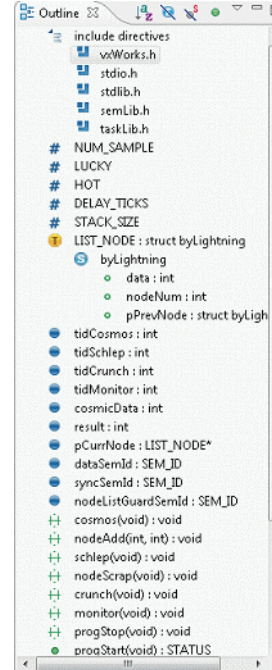 Outline
include directives
vxWorks.h
stdio.h
stdlib.h
semLib.h
taskLib.h
# NUM_SAMPLE
# LUCKY
# HOT
# DELAY_TICKS
# STACK_SIZE
T LIST_NODE : struct byLightning
S byLightning
data : int
nodeNum : int
pPrevNode : struct byLigh
tidCosmos : int
tidSchlep : int
tidCrunch : int
tidMonitor : int
cosmicData : int
result : int
pCurrNode : LIST_NODE*
dataSemId : SEM_ID
syncSemId : SEM_ID
nodeListGuardSemId : SEM_ID
cosmos(void) : void
nodeAdd(int, int) : void
schlep(void) : void
nodeScrap(void) : void
crunch(void) : void
monitor(void) : void
progStop(void) : void
progStart(void) : STATUS